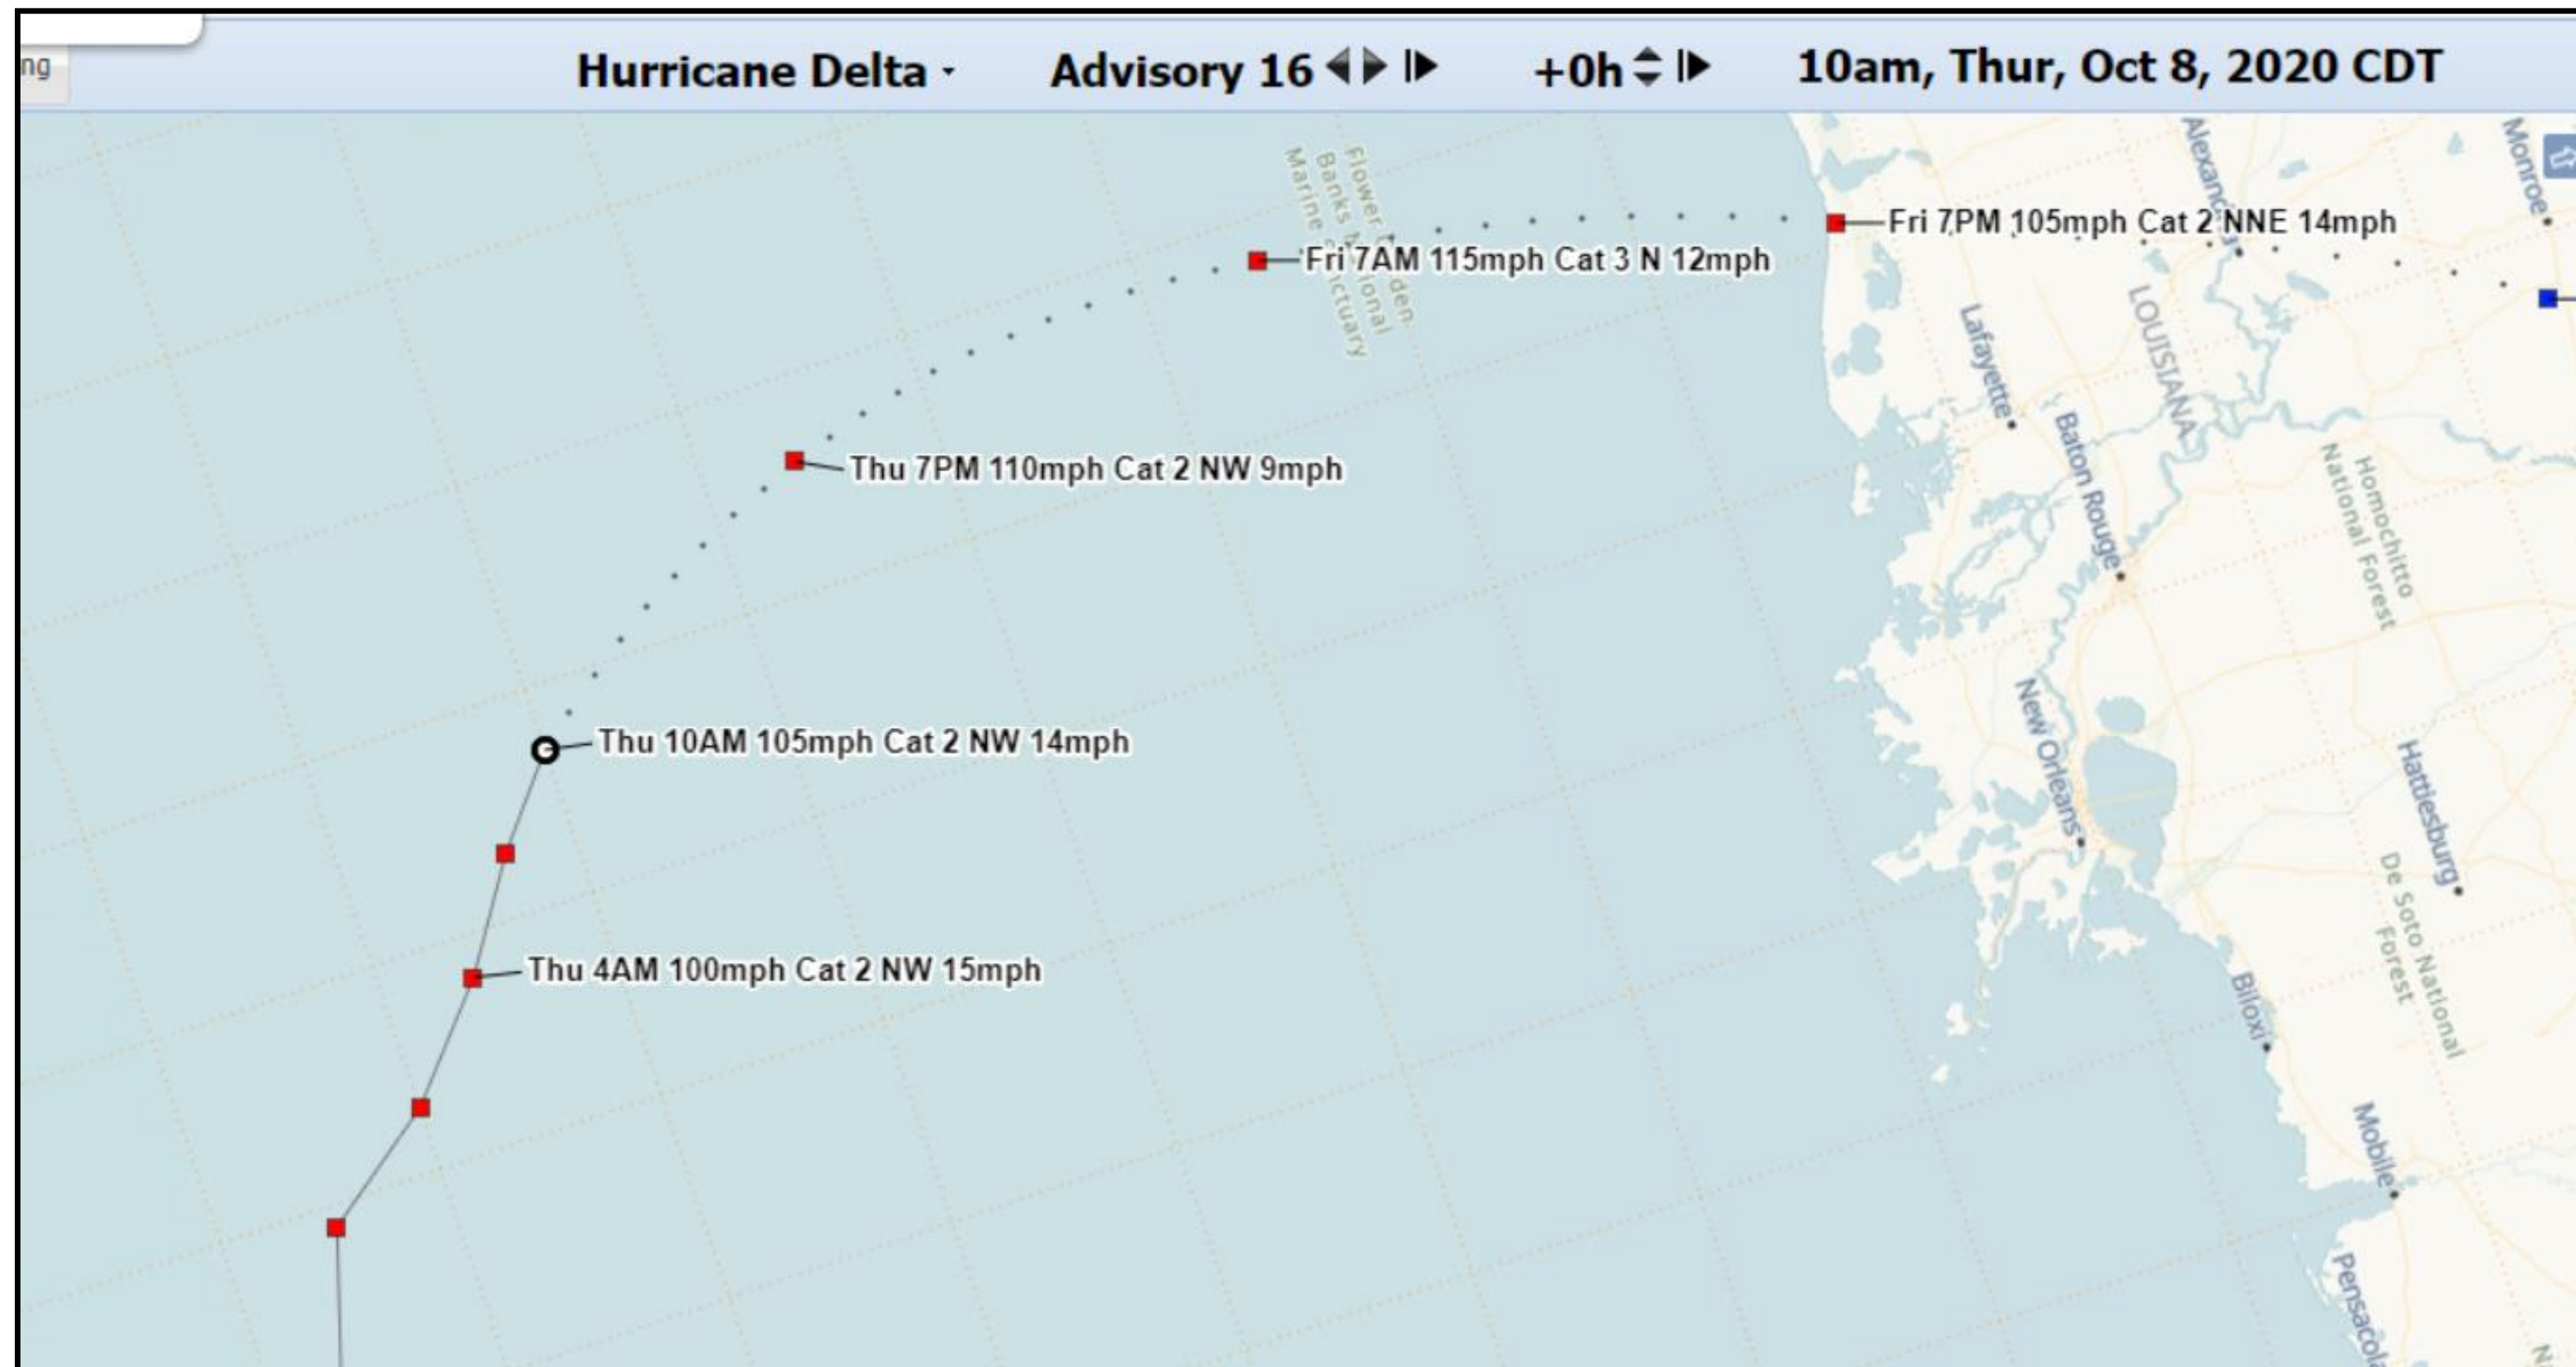 ng
Hurricane Delta
Advisory 16
+0h
10am, Thur, Oct 8, 2020 CDT
Flower Garden
Banks National
Marine Sanctuary
Alexandria
Monroe
Fri 7PM 105mph Cat 2 NNE 14mph
Fri 7AM 115mph Cat 3 N 12mph
Lafayette
LOUISIANA
Thu 7PM 110mph Cat 2 NW 9mph
Baton Rouge
Homochitto
National Forest
Thu 10AM 105mph Cat 2 NW 14mph
New Orleans
Hattiesburg
De Soto National
Forest
Thu 4AM 100mph Cat 2 NW 15mph
Biloxi
Mobile
Pensacola